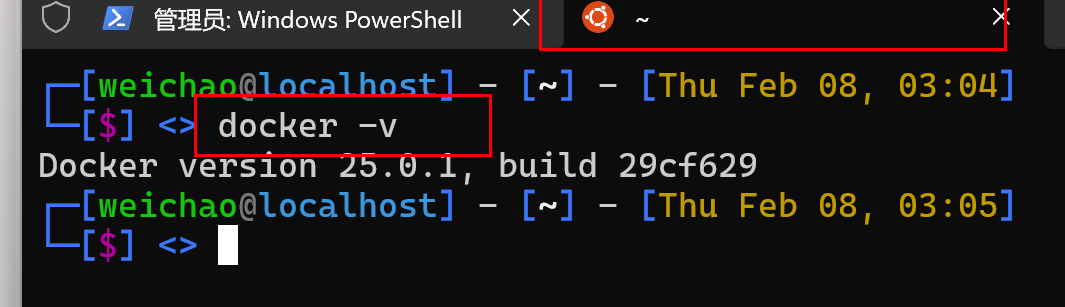 管理员: Windows PowerShell ~
┌─[weichao@localhost] - [~] - [Thu Feb 08, 03:04]
└─[$] <> docker -v
Docker version 25.0.1, build 29cf629
┌─[weichao@localhost] - [~] - [Thu Feb 08, 03:05]
└─[$] <>